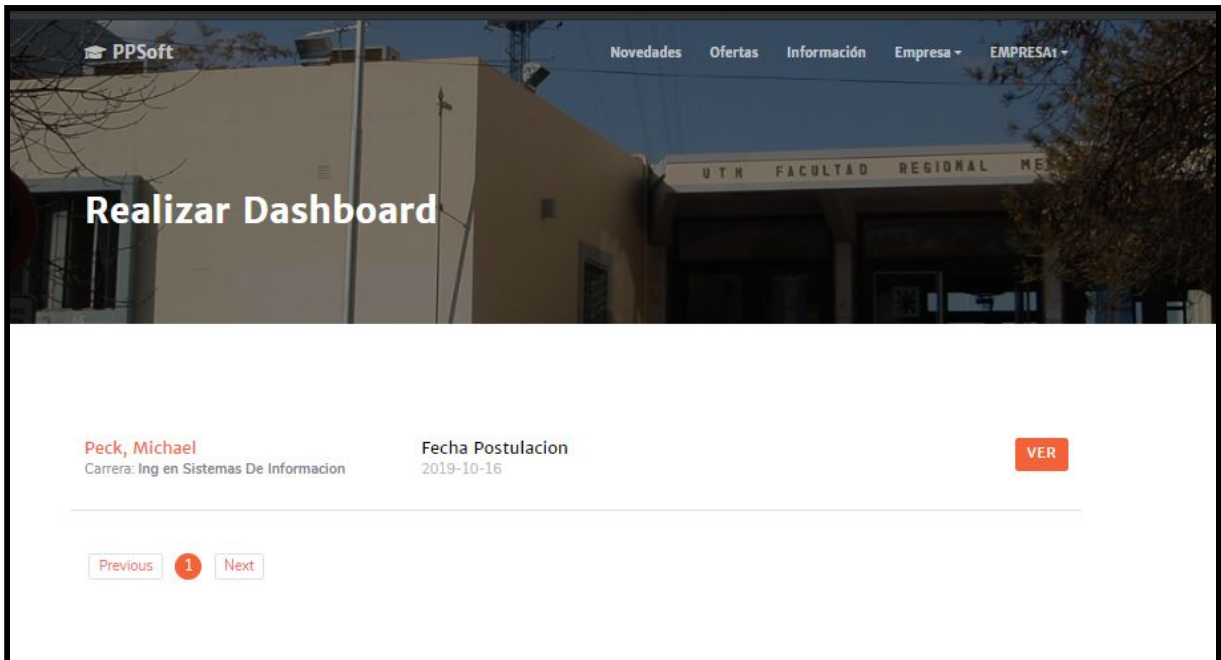 PPSoft
Novedades Ofertas Información Empresa EMPRESA1
UTN FACULTAD REGIONAL
Realizar Dashboard
Peck, Michael
Carrera: Ing en Sistemas De Informacion
Fecha Postulacion
2019-10-16
VER
Previous 1 Next